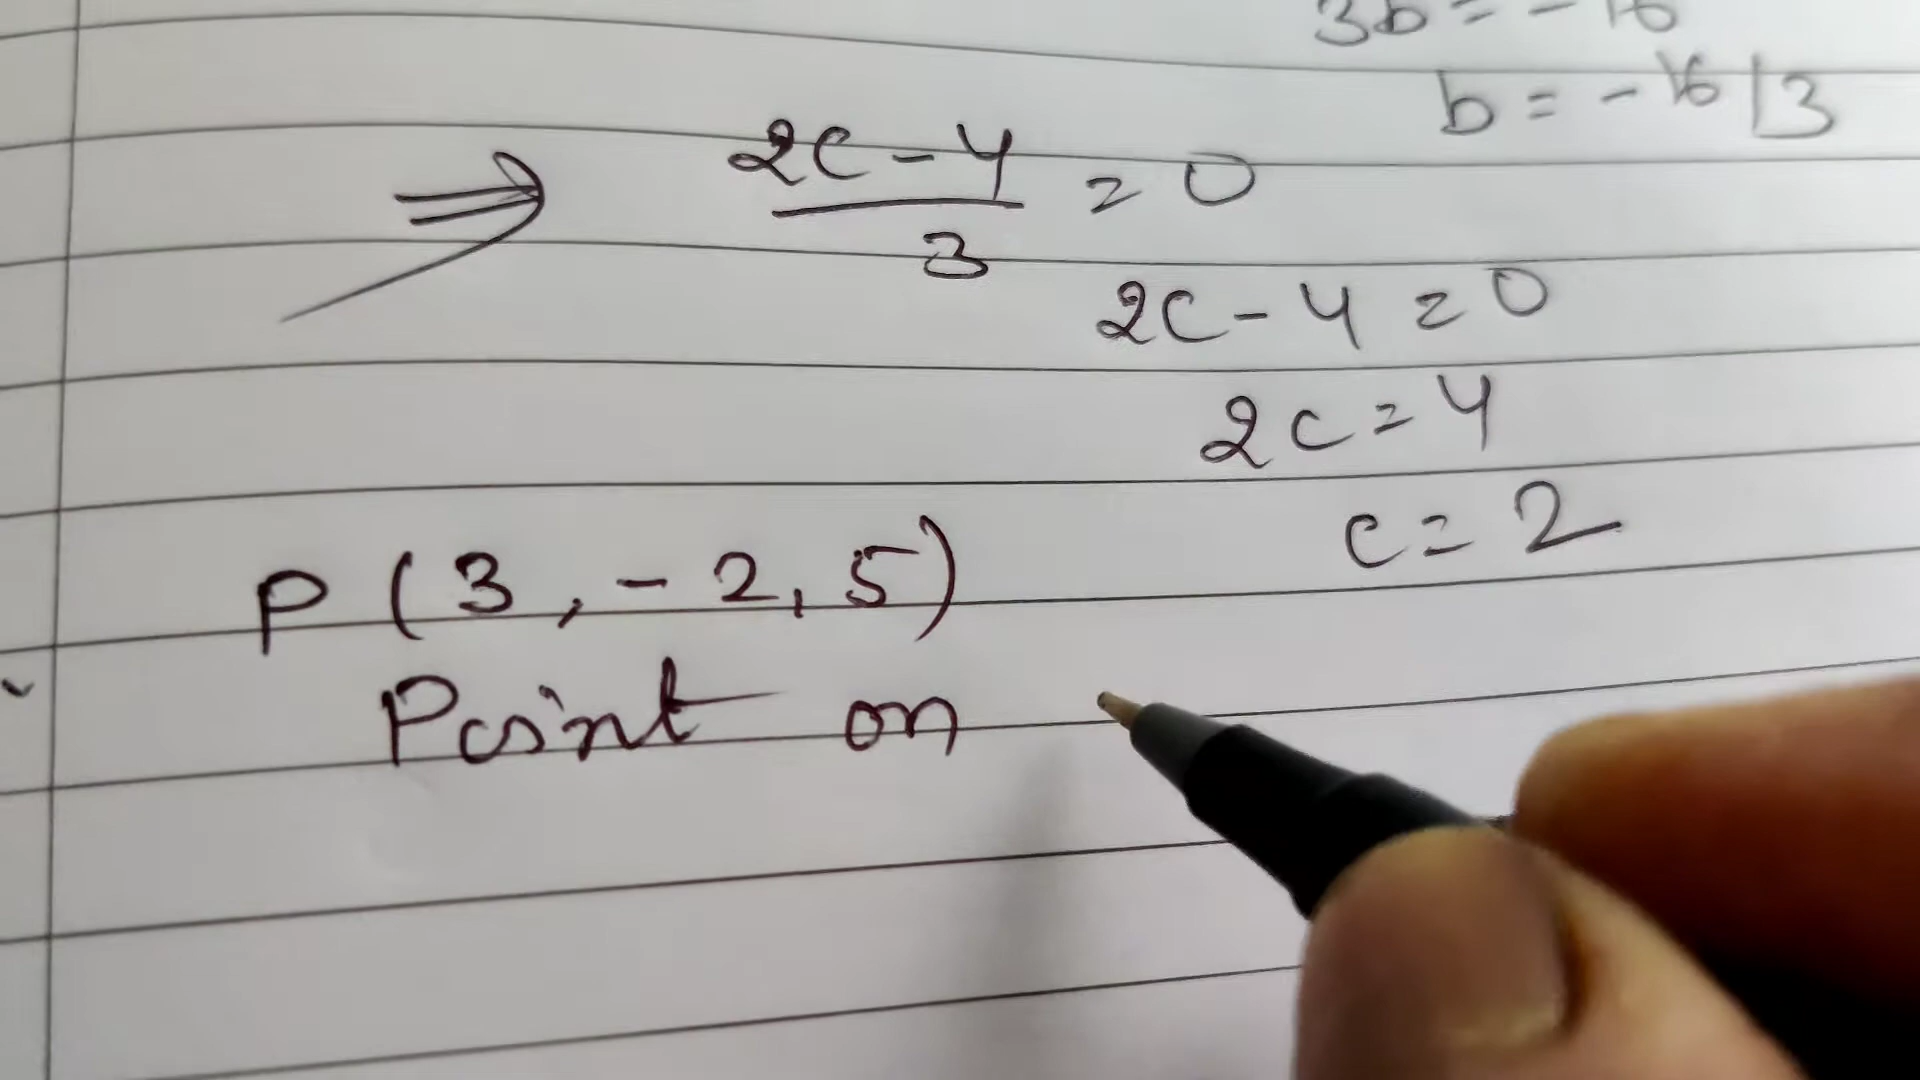 3b = -16
b = -16/3
⇒ 2c-4/3 = 0
2c-4 = 0
2c = 4
c = 2
P(3, -2, 5)
Point on